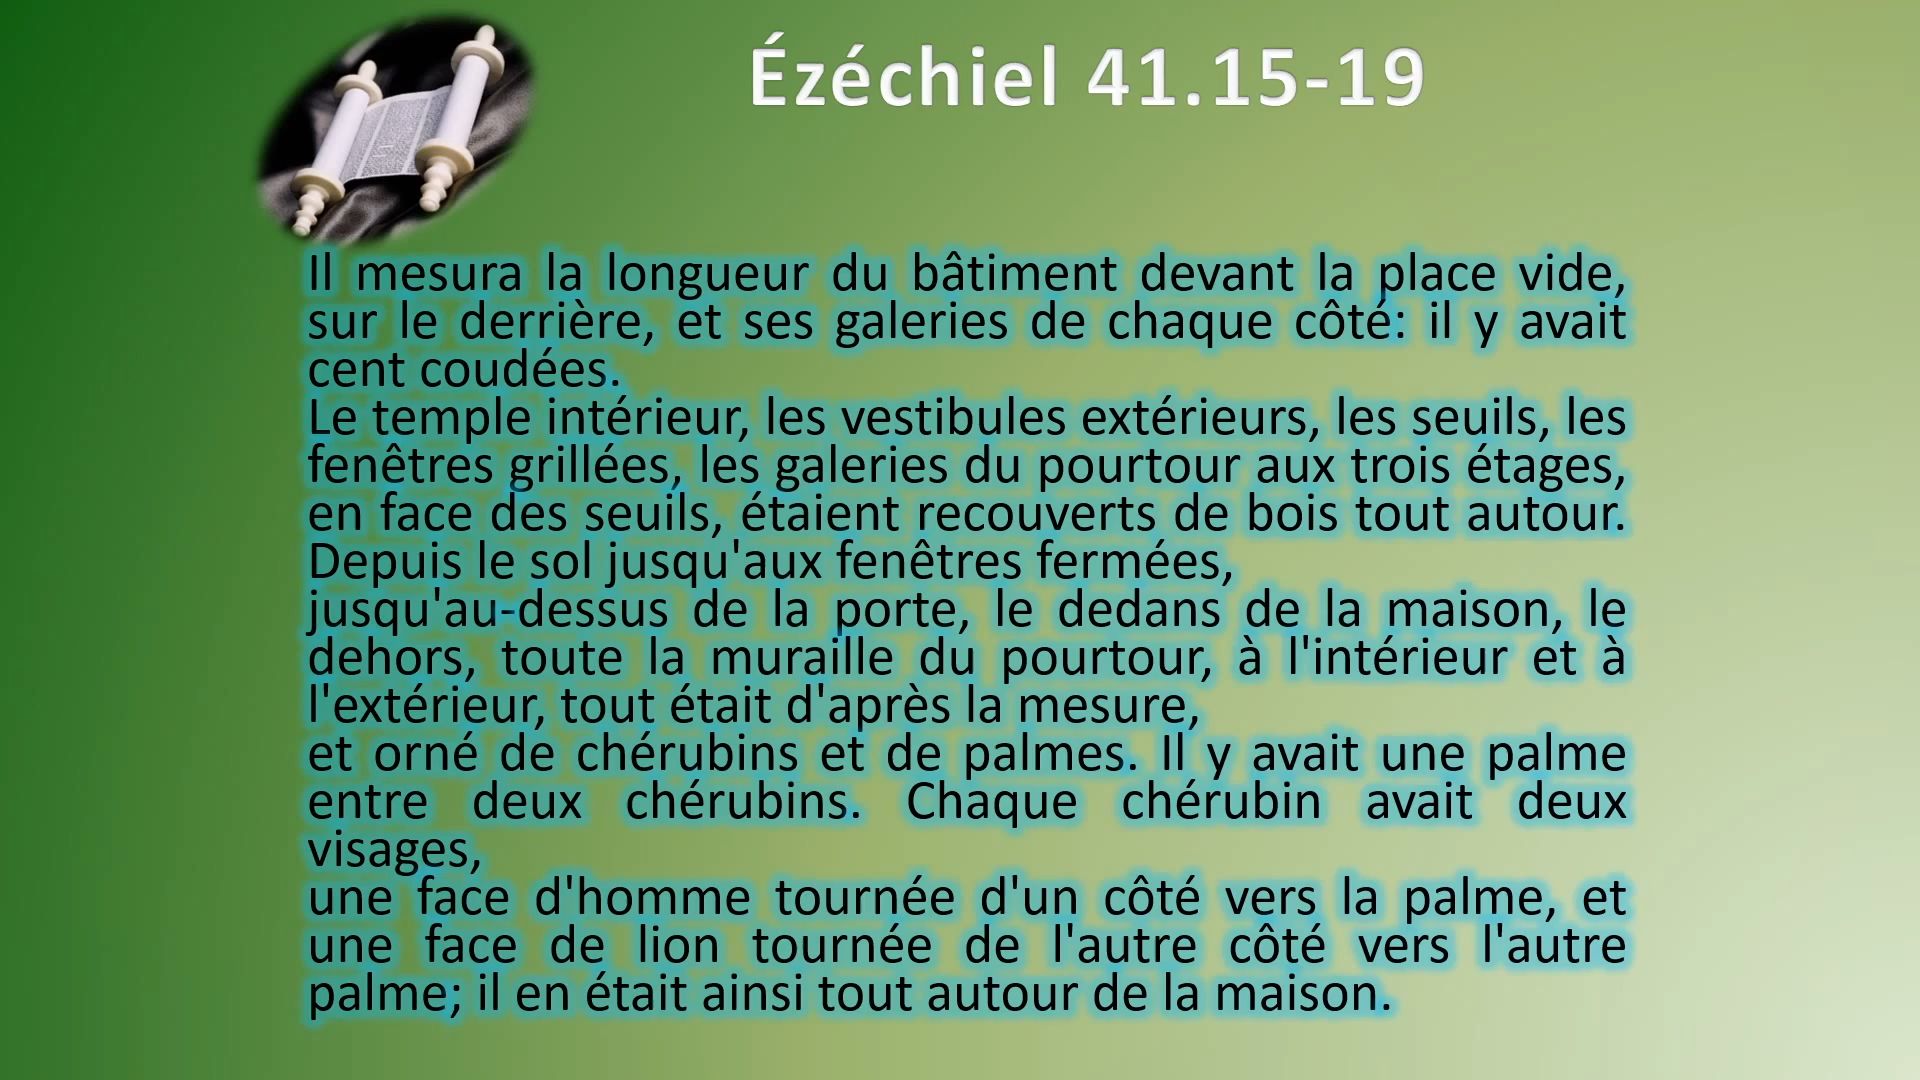 Ézéchiel 41.15-19
Il mesura la longueur du bâtiment devant la place vide,
sur le derrière, et ses galeries de chaque côté: il y avait
cent coudées.
Le temple intérieur, les vestibules extérieurs, les seuils, les
fenêtres grillées, les galeries du pourtour aux trois étages,
en face des seuils, étaient recouverts de bois tout autour.
Depuis le sol jusqu'aux fenêtres fermées,
jusqu'au-dessus de la porte, le dedans de la maison, le
dehors, toute la muraille du pourtour, à l'intérieur et à
l'extérieur, tout était d'après la mesure,
et orné de chérubins et de palmes. Il y avait une palme
entre deux chérubins. Chaque chérubin avait deux
visages,
une face d'homme tournée d'un côté vers la palme, et
une face de lion tournée de l'autre côté vers l'autre
palme; il en était ainsi tout autour de la maison.